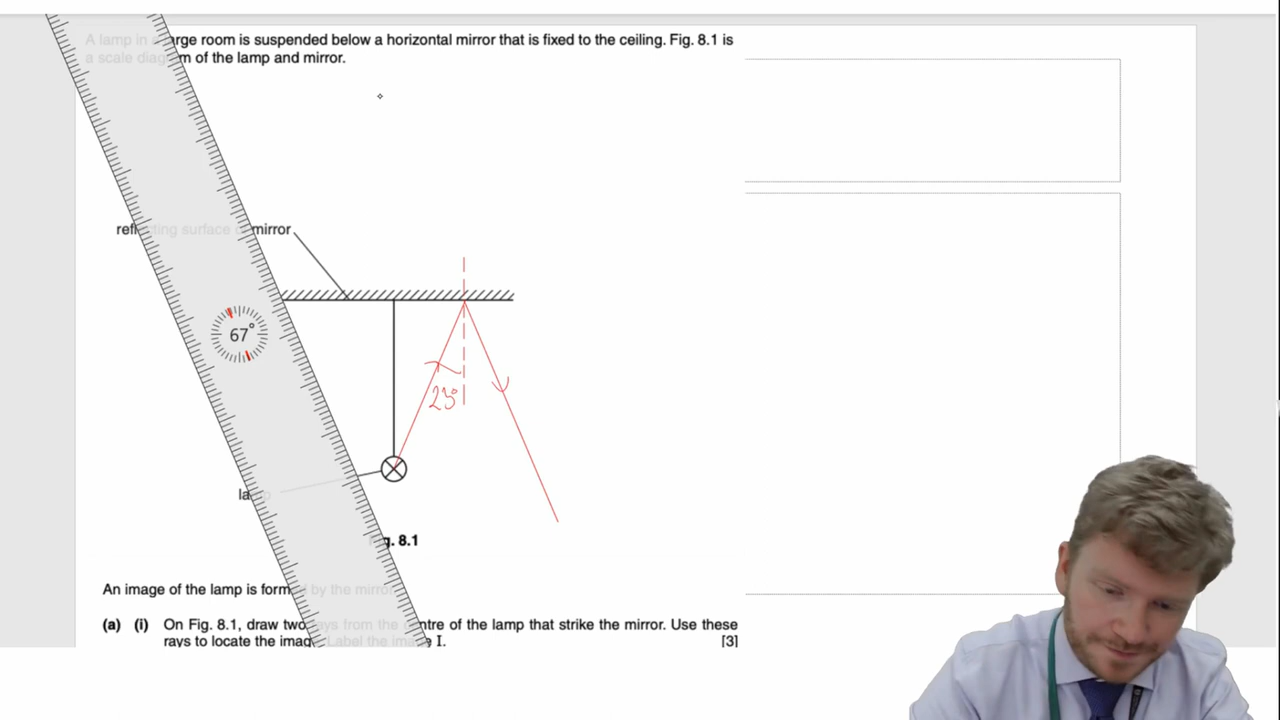 A lamp in a large room is suspended below a horizontal mirror that is fixed to the ceiling. Fig. 8.1 is
a scale diagram of the lamp and mirror.
reflecting surface of mirror
67°
23°
lamp
Fig. 8.1
An image of the lamp is formed by the mirror.
(a) (i) On Fig. 8.1, draw two rays from the centre of the lamp that strike the mirror. Use these
rays to locate the image. Label the image I. [3]